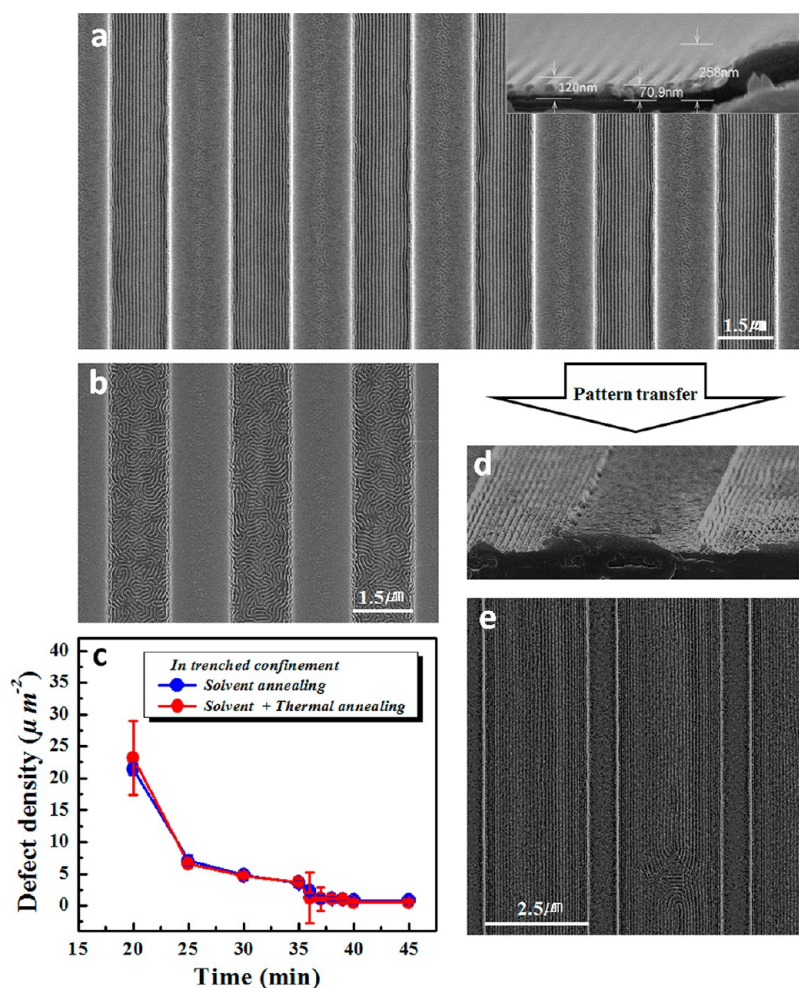 a
120nm
70.9nm
258nm
1.5㎛
b
1.5㎛
Pattern transfer
d
c
In trenched confinement
Solvent annealing
Solvent + Thermal annealing
Defect density (μm⁻²)
40
35
30
25
20
15
10
5
0
15 20 25 30 35 40 45
Time (min)
e
2.5㎛